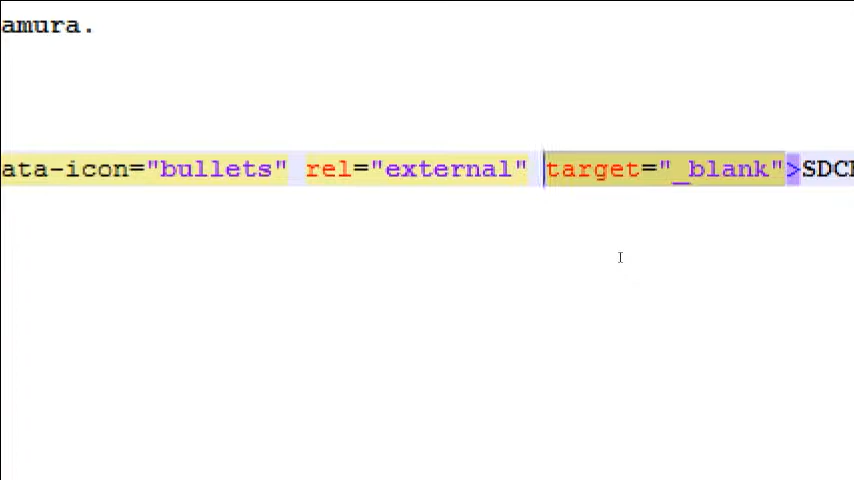 amura.
ata-icon="bullets" rel="external" target="_blank">SDC